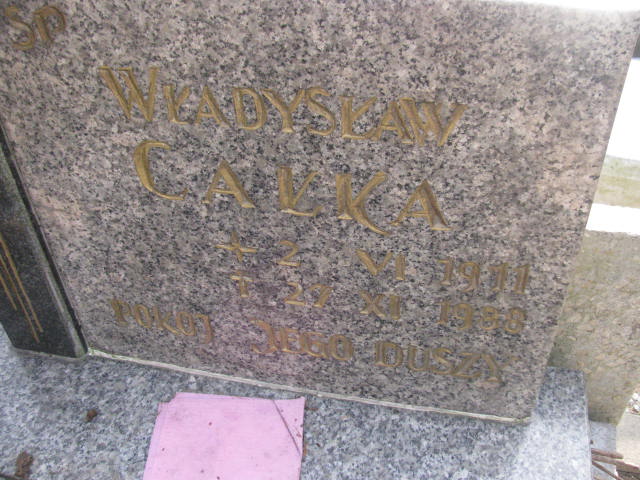 ŚP
WŁADYSŁAW
CAŁKA
* 2 VI 1911
† 27 XI 1988
POKÓJ JEGO DUSZY